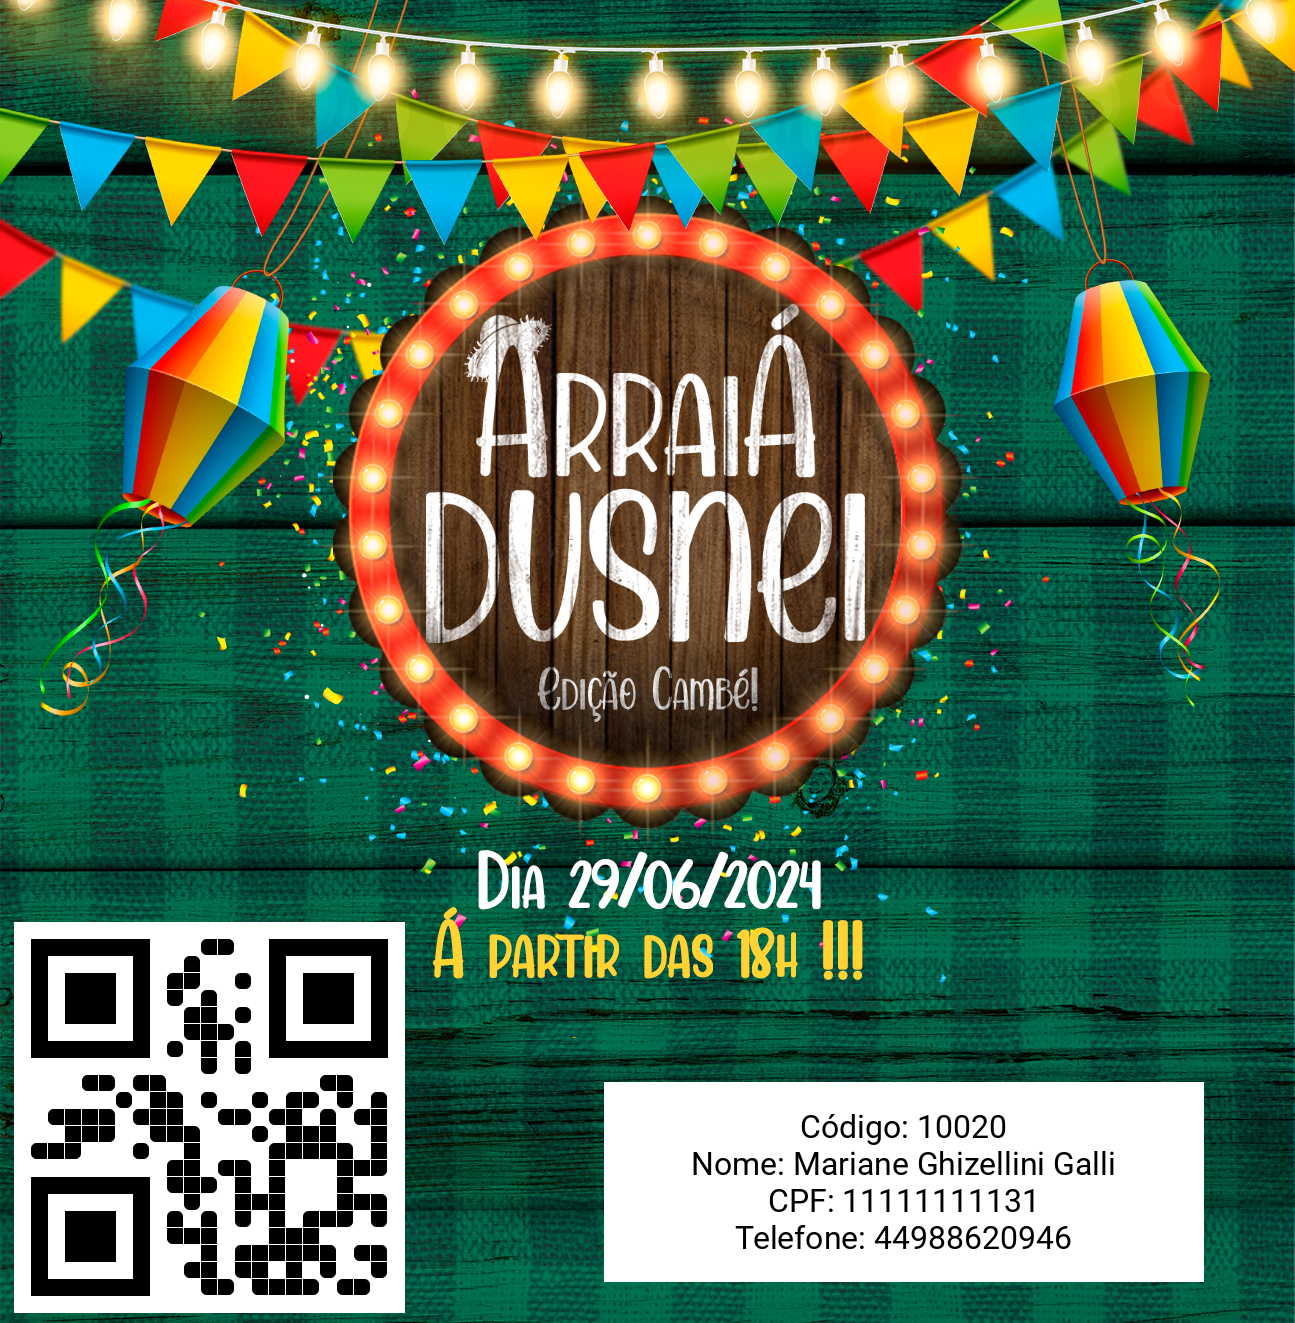 Arraiá
Dusnei
Edição Cambé!
Dia 29/06/2024
Á partir das 18h !!!
Código: 10020
Nome: Mariane Ghizellini Galli
CPF: 11111111131
Telefone: 44988620946